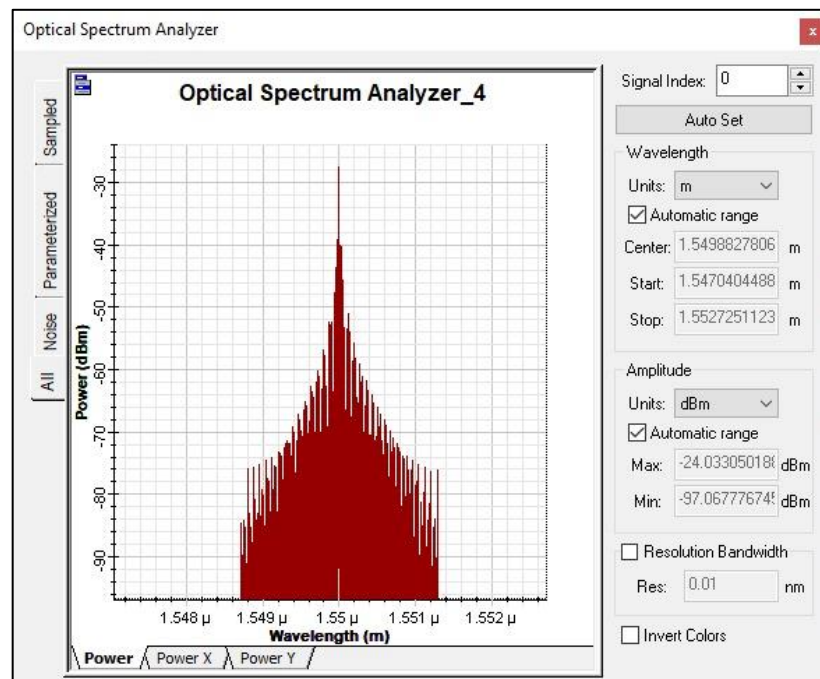 Optical Spectrum Analyzer
x
Sampled
Parameterized
Noise
All
Optical Spectrum Analyzer_4
Power (dBm)
-30
-40
-50
-60
-70
-80
-90
1.548 µ 1.549 µ 1.55 µ 1.551 µ 1.552 µ
Wavelength (m)
Power Power X Power Y
Signal Index: 0
Auto Set
Wavelength
Units: m
Automatic range
Center: 1.5498827806 m
Start: 1.5470404488 m
Stop: 1.5527251123 m
Amplitude
Units: dBm
Automatic range
Max: -24.03305018 dBm
Min: -97.06777674 dBm
Resolution Bandwidth
Res: 0.01 nm
Invert Colors